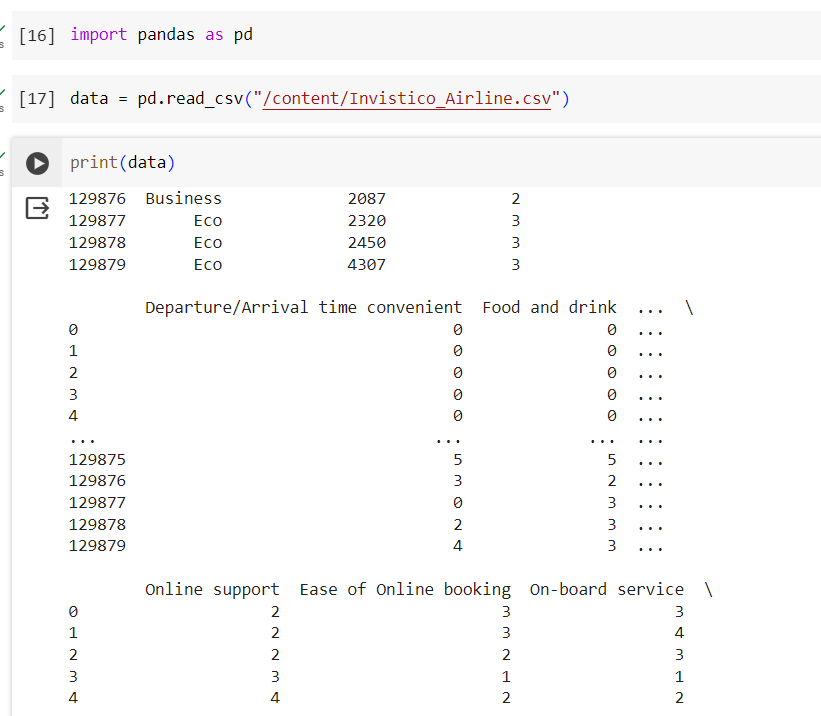 [16] import pandas as pd
[17] data = pd.read_csv("/content/Invistico_Airline.csv")
print(data)
129876  Business             2087             2
129877       Eco             2320             3
129878       Eco             2450             3
129879       Eco             4307             3
        Departure/Arrival time convenient  Food and drink  ...  \
0                                       0               0  ...
1                                       0               0  ...
2                                       0               0  ...
3                                       0               0  ...
4                                       0               0  ...
...                                   ...             ...  ...
129875                                  5               5  ...
129876                                  3               2  ...
129877                                  0               3  ...
129878                                  2               3  ...
129879                                  4               3  ...
        Online support  Ease of Online booking  On-board service  \
0                    2                       3                 3
1                    2                       3                 4
2                    2                       2                 3
3                    3                       1                 1
4                    4                       2                 2